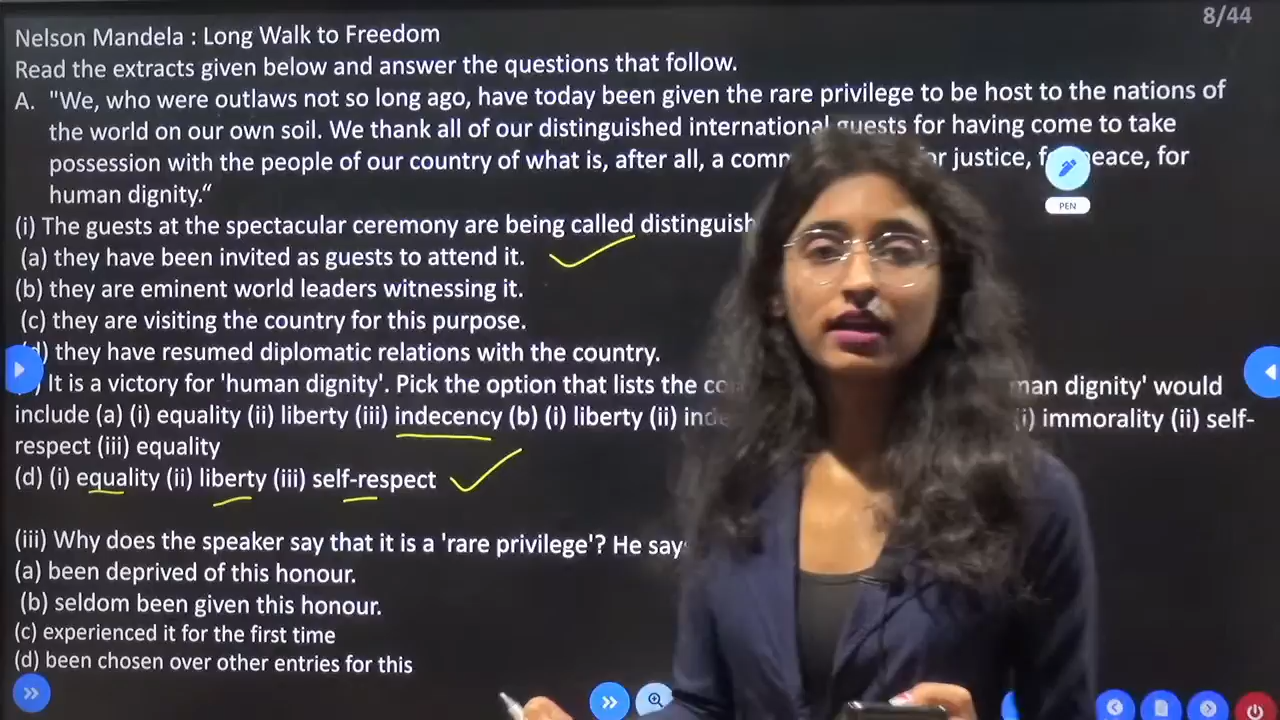 8/44
Nelson Mandela : Long Walk to Freedom
Read the extracts given below and answer the questions that follow.
A. "We, who were outlaws not so long ago, have today been given the rare privilege to be host to the nations of
the world on our own soil. We thank all of our distinguished international guests for having come to take
possession with the people of our country of what is, after all, a comm or justice, f peace, for
human dignity.“
(i) The guests at the spectacular ceremony are being called distinguish
(a) they have been invited as guests to attend it.
(b) they are eminent world leaders witnessing it.
(c) they are visiting the country for this purpose.
d) they have resumed diplomatic relations with the country.
) It is a victory for 'human dignity'. Pick the option that lists the co man dignity' would
include (a) (i) equality (ii) liberty (iii) indecency (b) (i) liberty (ii) inde i) immorality (ii) self-
respect (iii) equality
(d) (i) equality (ii) liberty (iii) self-respect
(iii) Why does the speaker say that it is a 'rare privilege'? He say
(a) been deprived of this honour.
(b) seldom been given this honour.
(c) experienced it for the first time
(d) been chosen over other entries for this
PEN